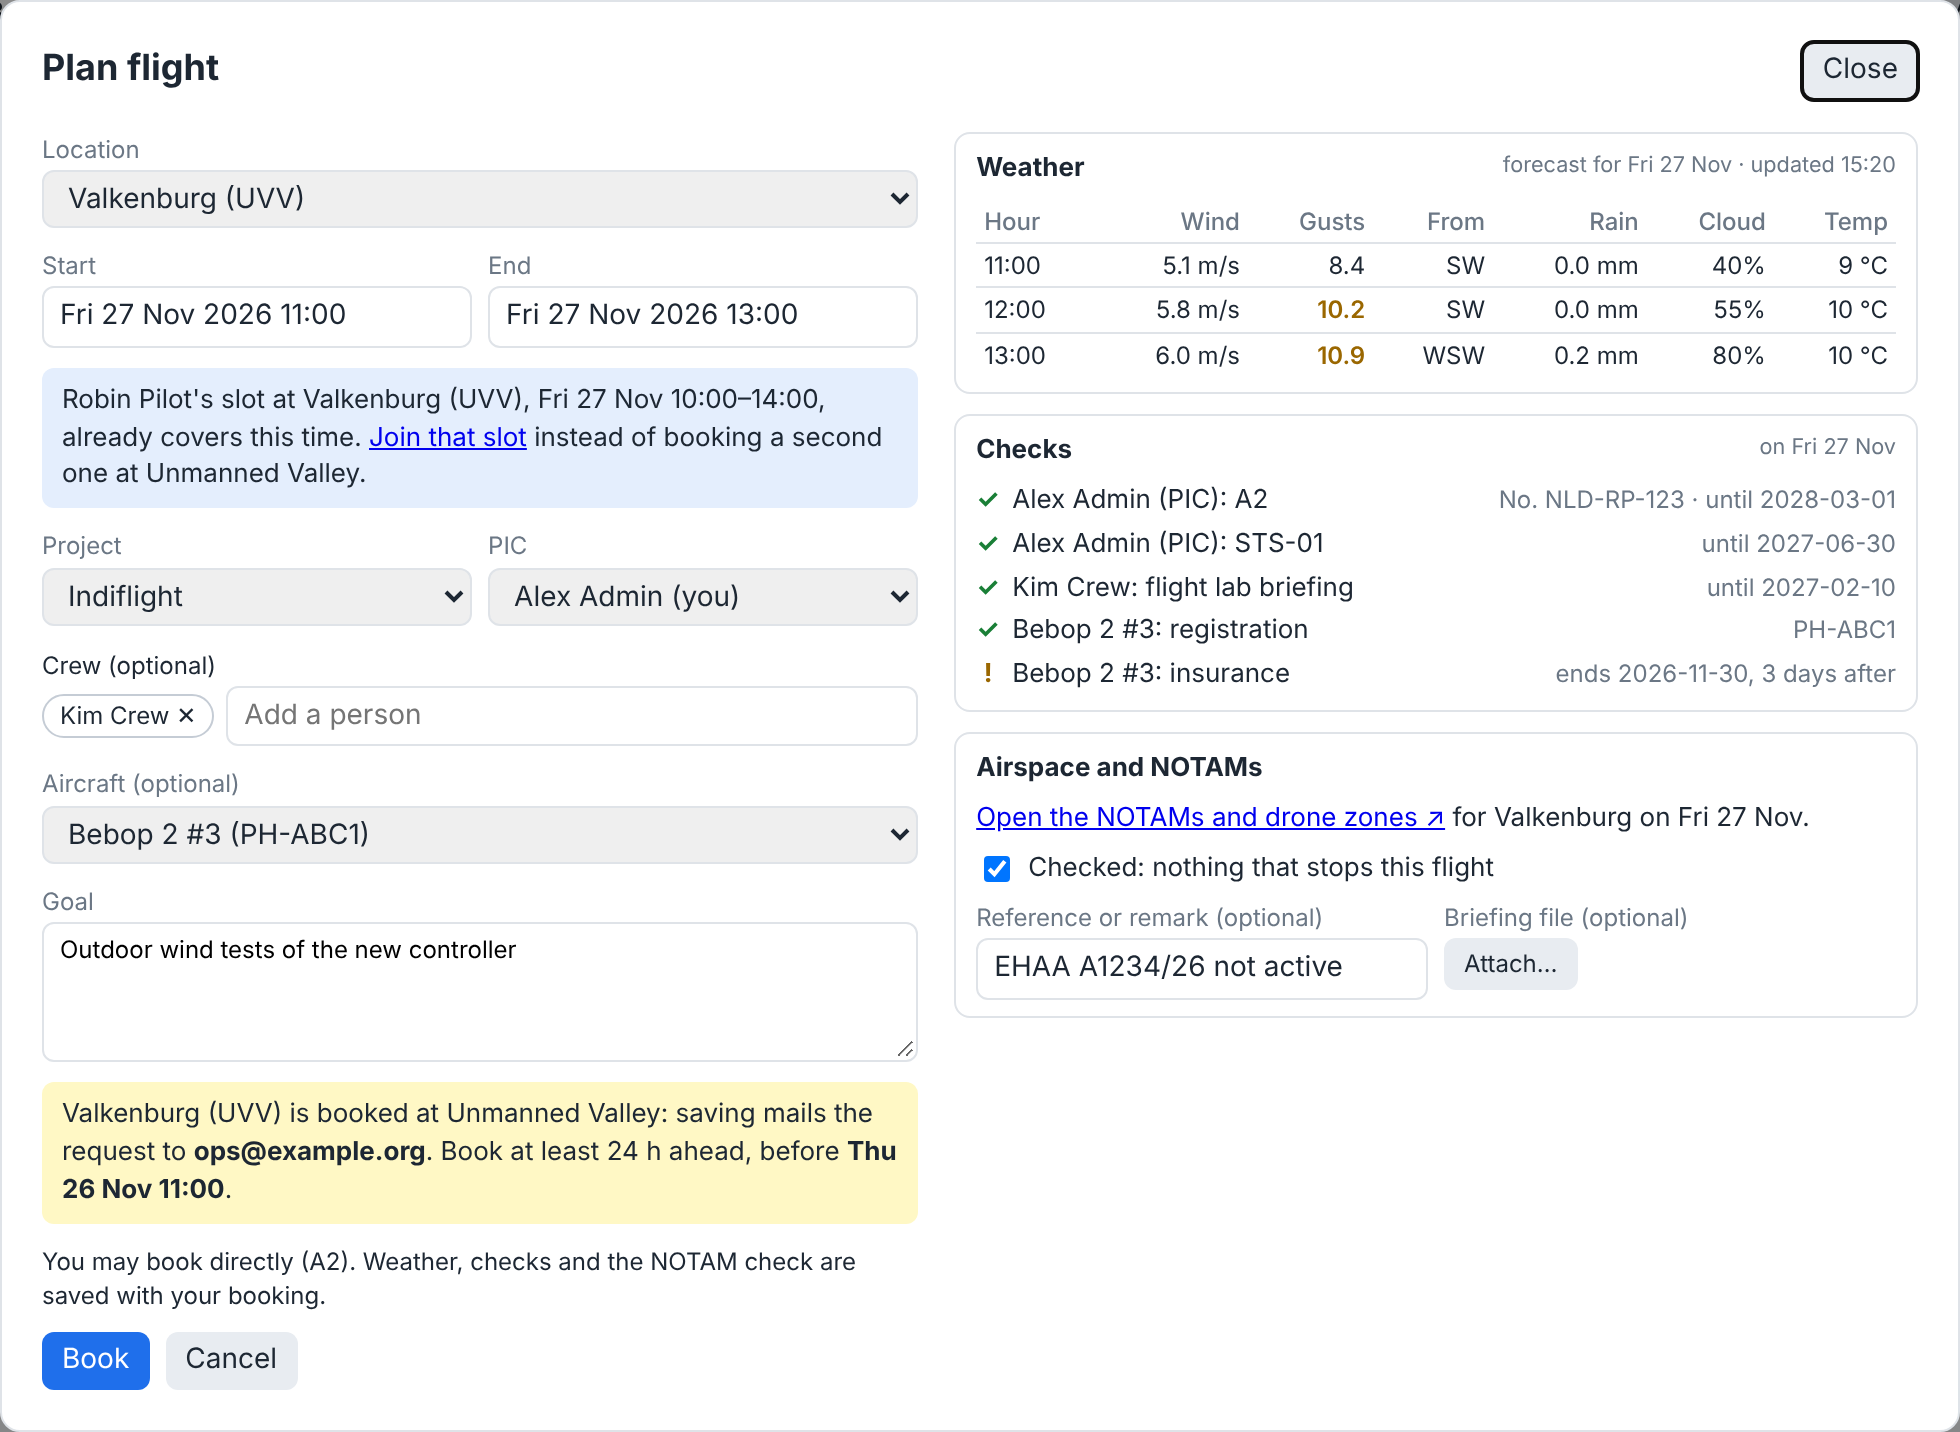 Plan flight
Close
Location
Valkenburg (UVV)
Start
End
Fri 27 Nov 2026 11:00
Fri 27 Nov 2026 13:00
Robin Pilot's slot at Valkenburg (UVV), Fri 27 Nov 10:00–14:00,
already covers this time. Join that slot instead of booking a second
one at Unmanned Valley.
Project
PIC
Indiflight
Alex Admin (you)
Crew (optional)
Kim Crew ✕
Add a person
Aircraft (optional)
Bebop 2 #3 (PH-ABC1)
Goal
Outdoor wind tests of the new controller
Valkenburg (UVV) is booked at Unmanned Valley: saving mails the
request to ops@example.org. Book at least 24 h ahead, before Thu
26 Nov 11:00.
You may book directly (A2). Weather, checks and the NOTAM check are
saved with your booking.
Book
Cancel
Weather
forecast for Fri 27 Nov · updated 15:20
Hour Wind Gusts From Rain Cloud Temp
11:00 5.1 m/s 8.4 SW 0.0 mm 40% 9 °C
12:00 5.8 m/s 10.2 SW 0.0 mm 55% 10 °C
13:00 6.0 m/s 10.9 WSW 0.2 mm 80% 10 °C
Checks
on Fri 27 Nov
✓ Alex Admin (PIC): A2 No. NLD-RP-123 · until 2028-03-01
✓ Alex Admin (PIC): STS-01 until 2027-06-30
✓ Kim Crew: flight lab briefing until 2027-02-10
✓ Bebop 2 #3: registration PH-ABC1
! Bebop 2 #3: insurance ends 2026-11-30, 3 days after
Airspace and NOTAMs
Open the NOTAMs and drone zones ↗ for Valkenburg on Fri 27 Nov.
Checked: nothing that stops this flight
Reference or remark (optional)
Briefing file (optional)
EHAA A1234/26 not active
Attach...